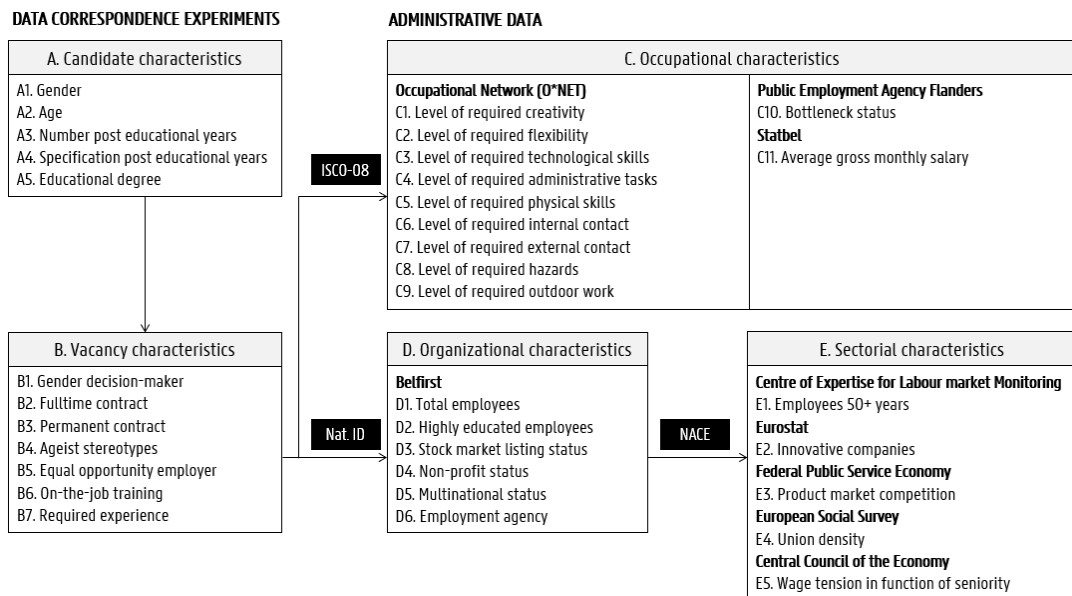 DATA CORRESPONDENCE EXPERIMENTS
ADMINISTRATIVE DATA
A. Candidate characteristics
A1. Gender
A2. Age
A3. Number post educational years
A4. Specification post educational years
A5. Educational degree
ISCO-08
C. Occupational characteristics
Occupational Network (O*NET)
C1. Level of required creativity
C2. Level of required flexibility
C3. Level of required technological skills
C4. Level of required administrative tasks
C5. Level of required physical skills
C6. Level of required internal contact
C7. Level of required external contact
C8. Level of required hazards
C9. Level of required outdoor work
Public Employment Agency Flanders
C10. Bottleneck status
Statbel
C11. Average gross monthly salary
B. Vacancy characteristics
B1. Gender decision-maker
B2. Fulltime contract
B3. Permanent contract
B4. Ageist stereotypes
B5. Equal opportunity employer
B6. On-the-job training
B7. Required experience
Nat. ID
D. Organizational characteristics
Belfirst
D1. Total employees
D2. Highly educated employees
D3. Stock market listing status
D4. Non-profit status
D5. Multinational status
D6. Employment agency
NACE
E. Sectorial characteristics
Centre of Expertise for Labour market Monitoring
E1. Employees 50+ years
Eurostat
E2. Innovative companies
Federal Public Service Economy
E3. Product market competition
European Social Survey
E4. Union density
Central Council of the Economy
E5. Wage tension in function of seniority